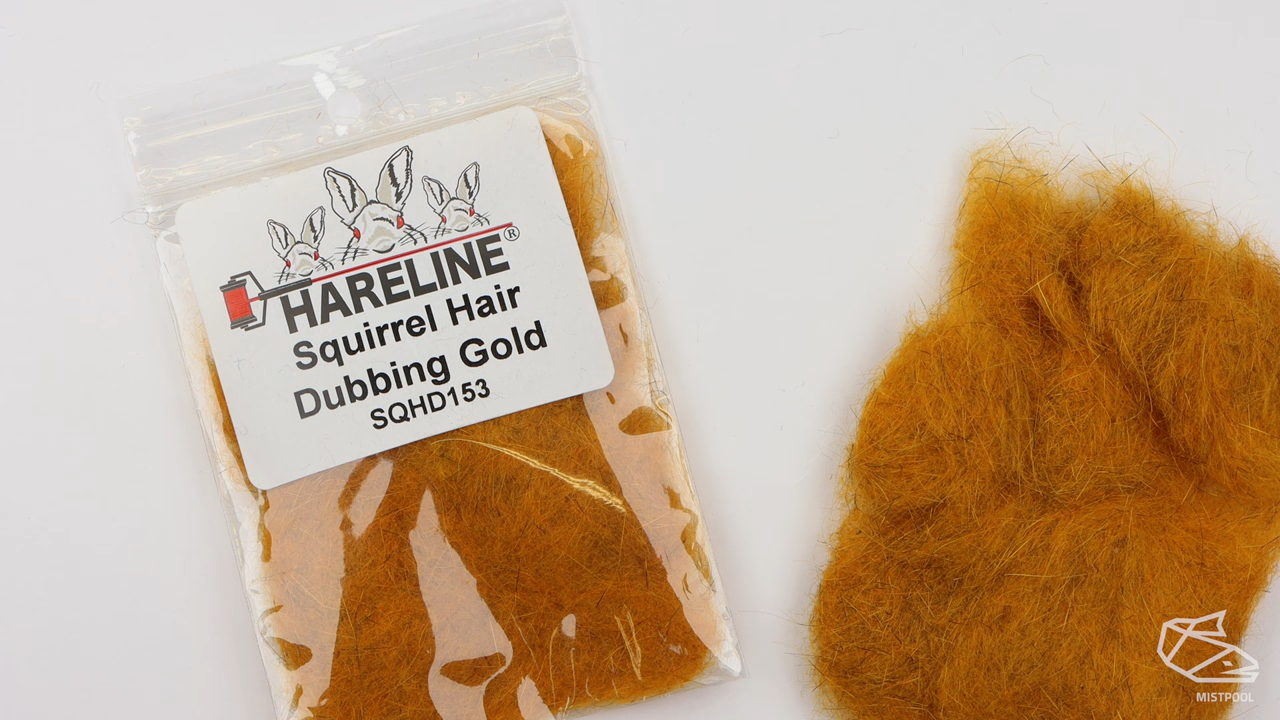 HARELINE®
Squirrel Hair
Dubbing Gold
SQHD153
MISTPOOL